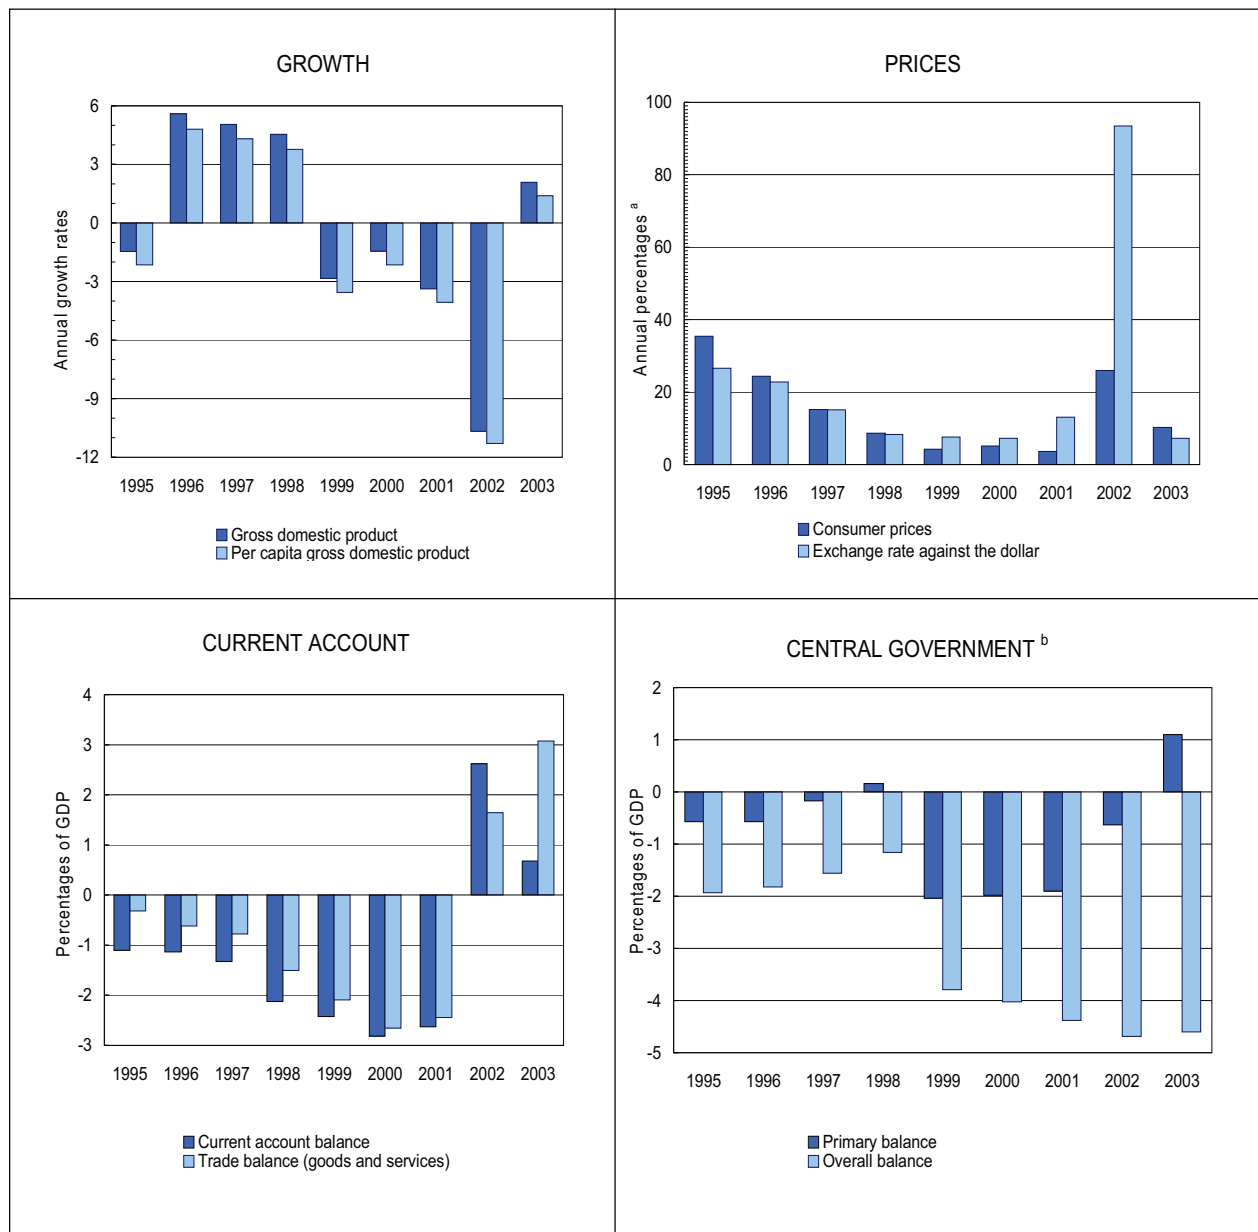 GROWTH
Annual growth rates
6
3
0
-3
-6
-9
-12
1995 1996 1997 1998 1999 2000 2001 2002 2003
Gross domestic product
Per capita gross domestic product
PRICES
Annual percentages a
100
80
60
40
20
0
1995 1996 1997 1998 1999 2000 2001 2002 2003
Consumer prices
Exchange rate against the dollar
CURRENT ACCOUNT
Percentages of GDP
4
3
2
1
0
-1
-2
-3
1995 1996 1997 1998 1999 2000 2001 2002 2003
Current account balance
Trade balance (goods and services)
CENTRAL GOVERNMENT b
Percentages of GDP
2
1
0
-1
-2
-3
-4
-5
1995 1996 1997 1998 1999 2000 2001 2002 2003
Primary balance
Overall balance